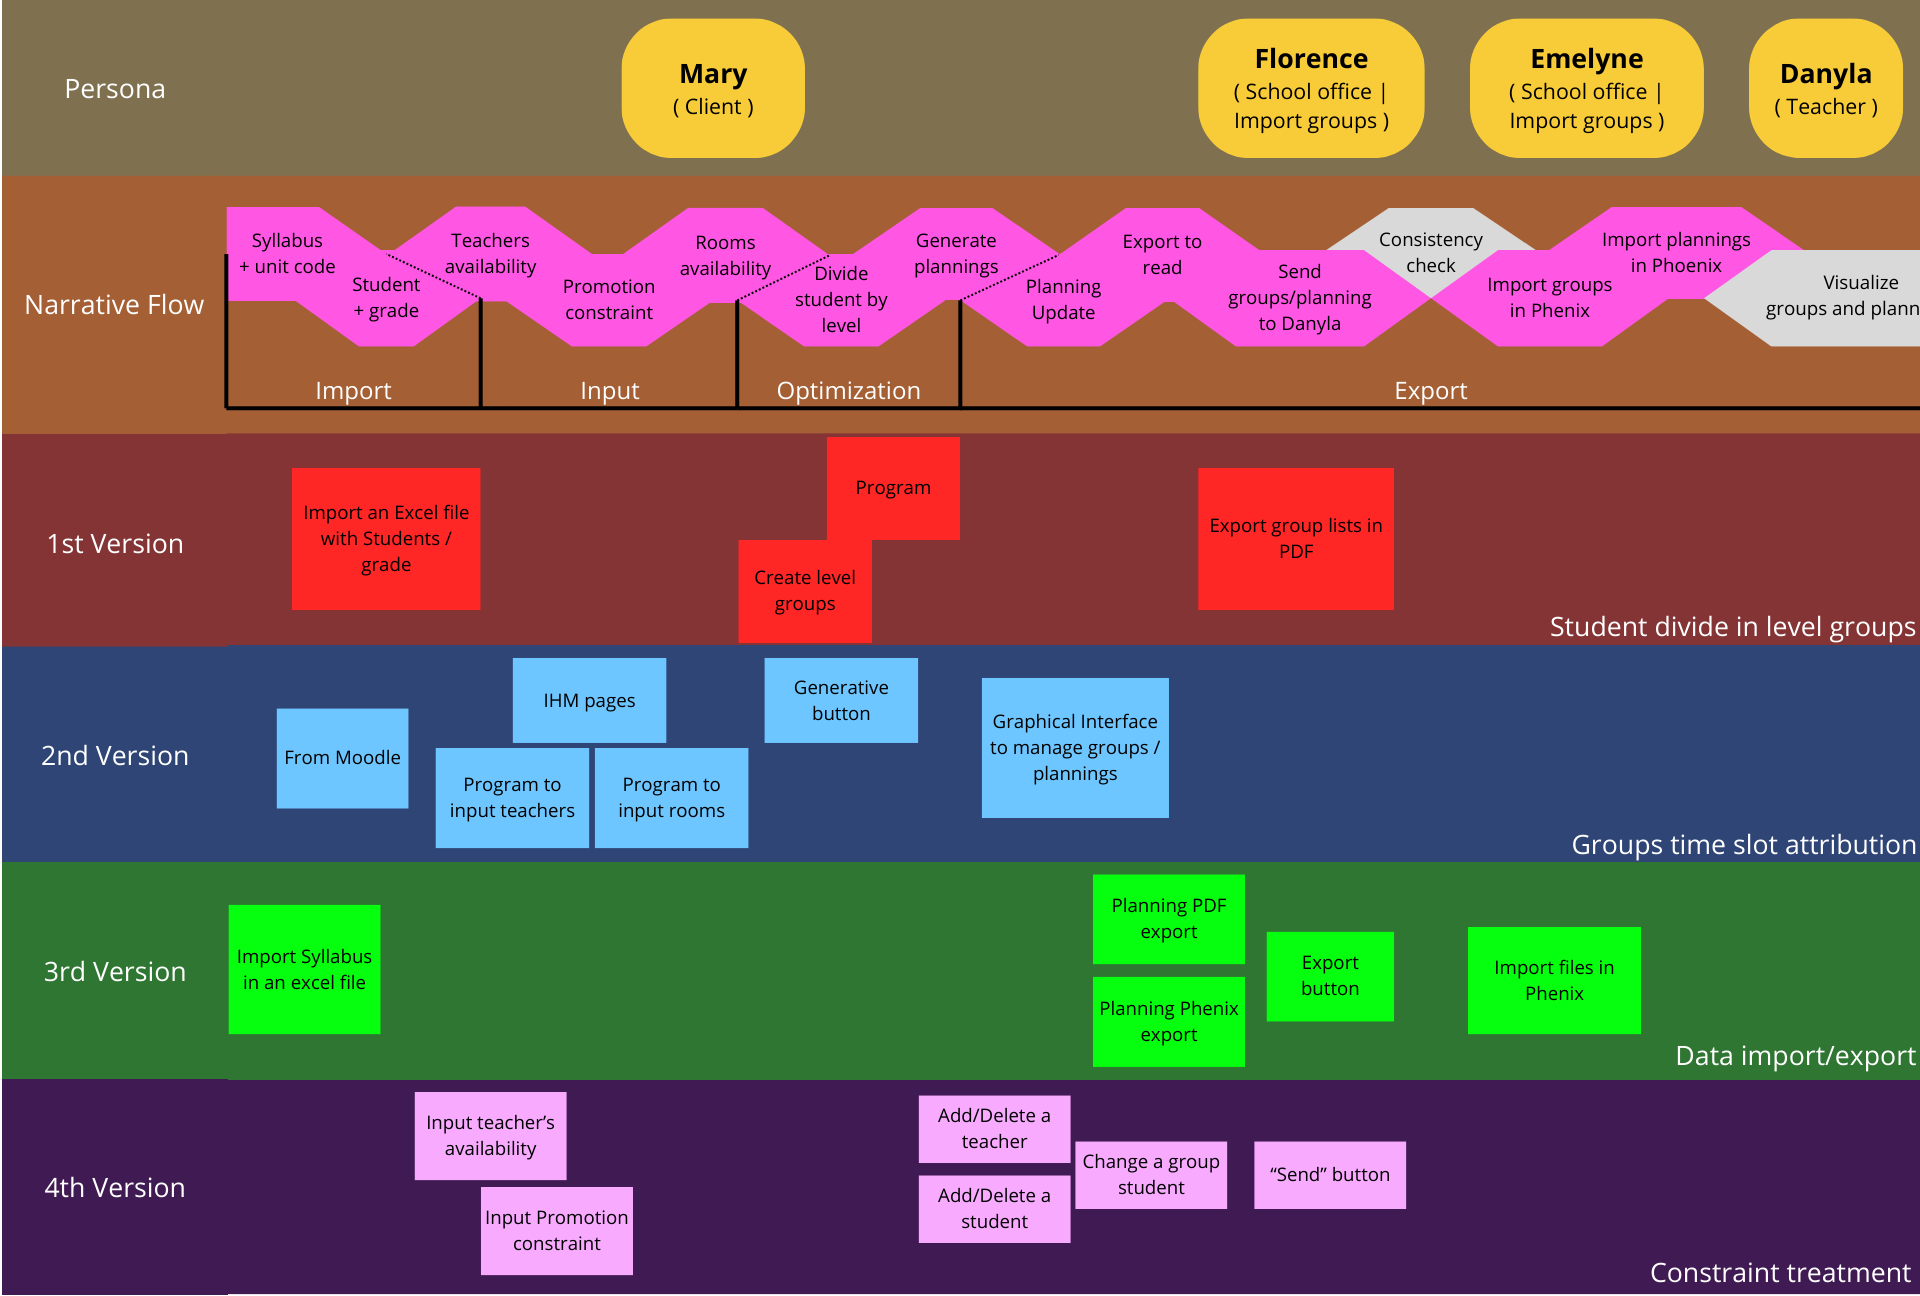 Persona
Mary
( Client )
Florence
( School office |
Import groups )
Emelyne
( School office |
Import groups )
Danyla
( Teacher )
Narrative Flow
Syllabus
+ unit code
Student
+ grade
Teachers
availability
Promotion
constraint
Rooms
availability
Divide
student by
level
Generate
plannings
Planning
Update
Export to
read
Send
groups/planning
to Danyla
Consistency
check
Import groups
in Phenix
Import plannings
in Phoenix
Visualize
groups and plann
Import
Input
Optimization
Export
1st Version
Import an Excel file
with Students /
grade
Program
Create level
groups
Export group lists in
PDF
Student divide in level groups
2nd Version
From Moodle
IHM pages
Program to
input teachers
Program to
input rooms
Generative
button
Graphical Interface
to manage groups /
plannings
Groups time slot attribution
3rd Version
Import Syllabus
in an excel file
Planning PDF
export
Planning Phenix
export
Export
button
Import files in
Phenix
Data import/export
4th Version
Input teacher’s
availability
Input Promotion
constraint
Add/Delete a
teacher
Add/Delete a
student
Change a group
student
“Send” button
Constraint treatment